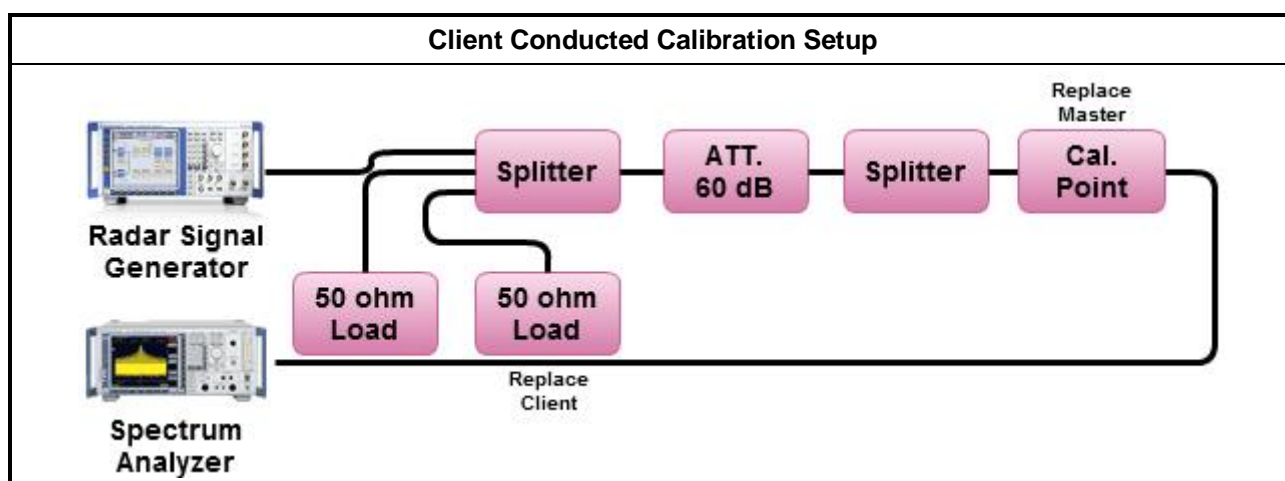 Client Conducted Calibration Setup
Replace
Master
Splitter
ATT.
60 dB
Splitter
Cal.
Point
Radar Signal
Generator
50 ohm
Load
50 ohm
Load
Replace
Client
Spectrum
Analyzer